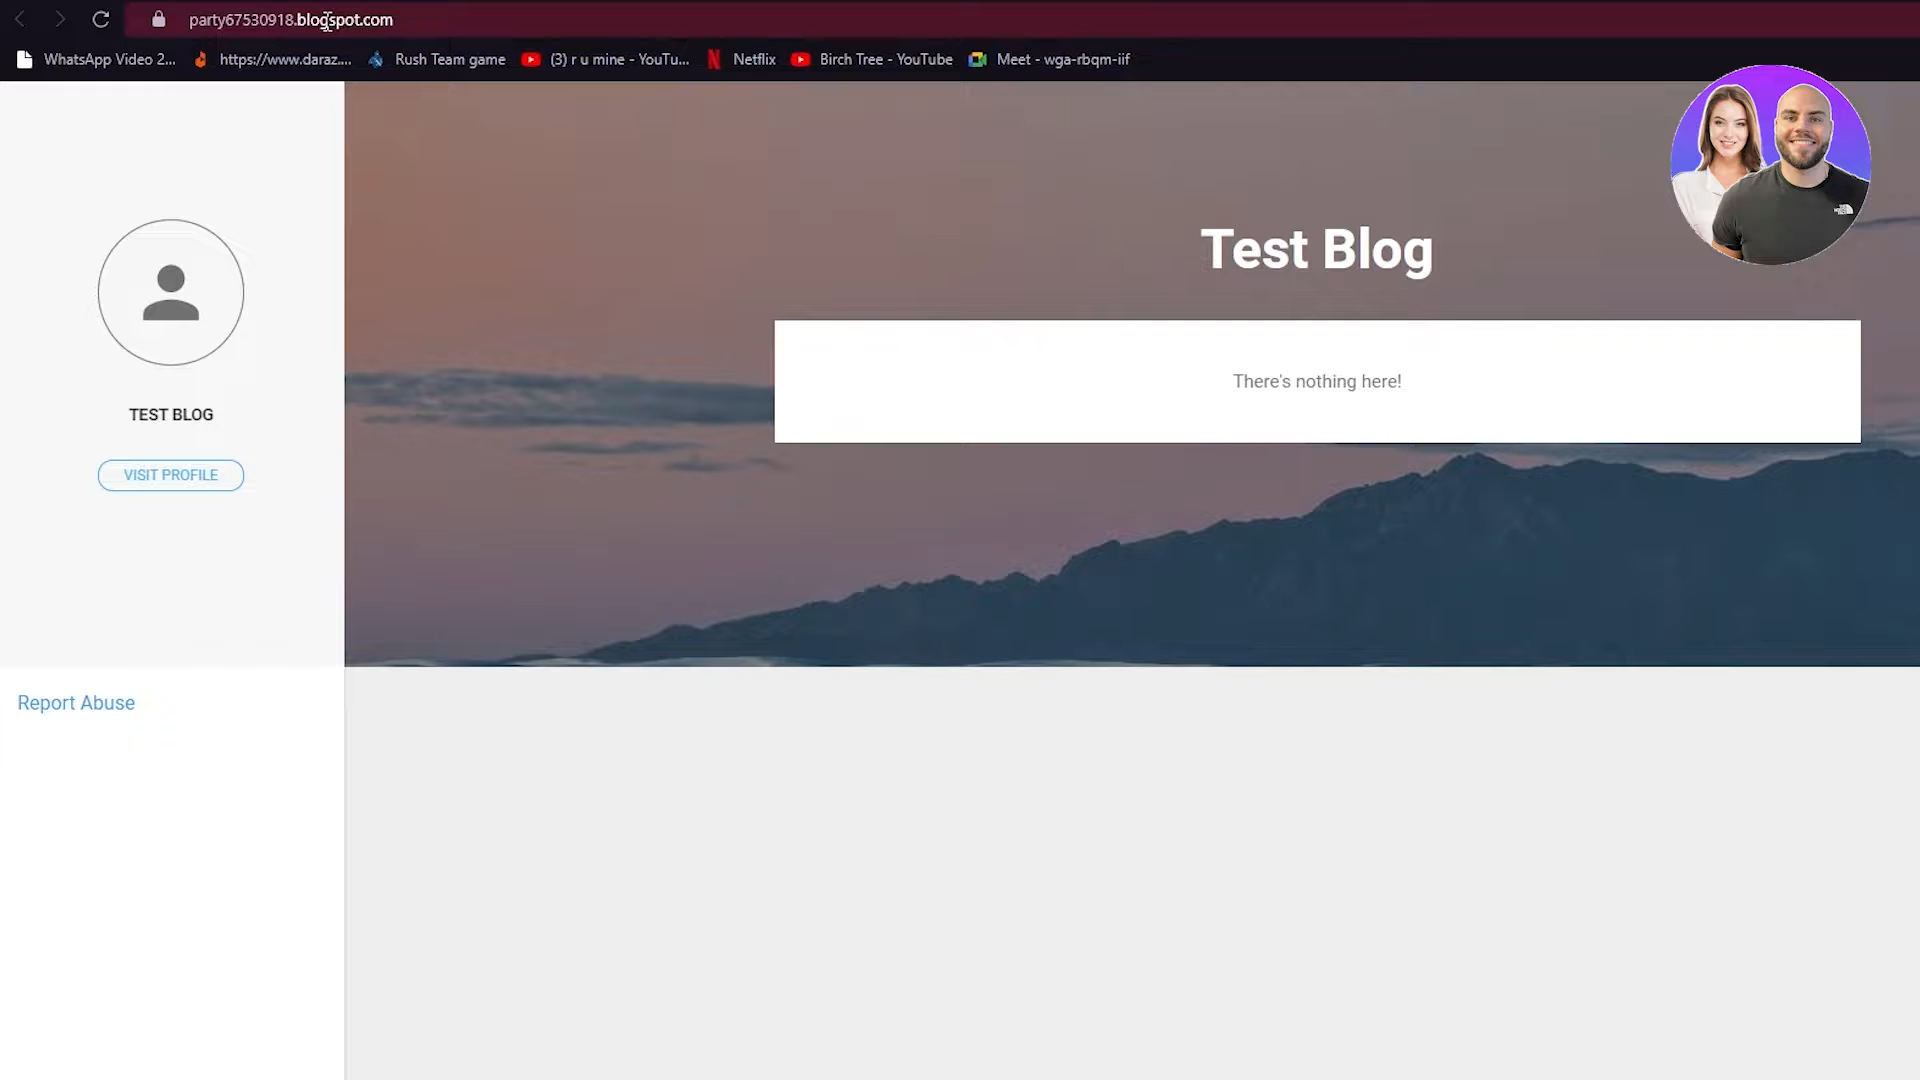 party67530918.blogspot.com
WhatsApp Video 2... https://www.daraz.... Rush Team game (3) r u mine - YouTu... Netflix Birch Tree - YouTube Meet - wga-rbqm-iif
Test Blog
There's nothing here!
TEST BLOG
VISIT PROFILE
Report Abuse